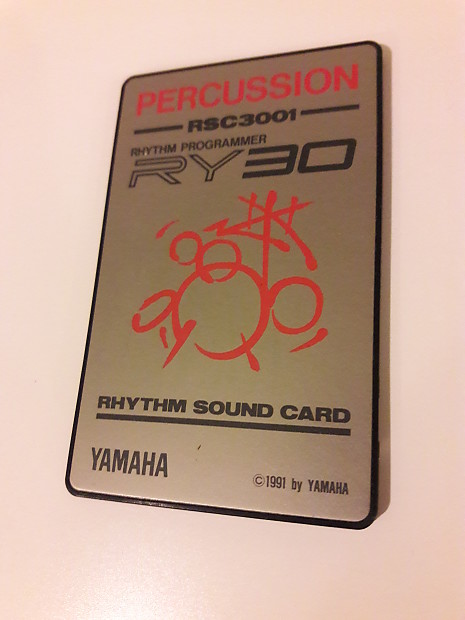 PERCUSSION
RSC3001
RHYTHM PROGRAMMER
RY30
RHYTHM SOUND CARD
YAMAHA
©1991 by YAMAHA